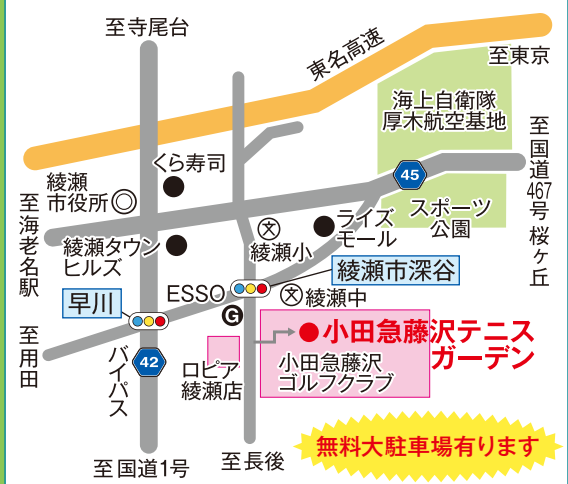 至寺尾台
東名高速
至東京
海上自衛隊
厚木航空基地
至国道467号 桜ヶ丘
くら寿司
45
綾瀬
市役所
スポーツ
公園
ライズ
モール
文
綾瀬小
至海老名駅
綾瀬タウン
ヒルズ
綾瀬市深谷
ESSO
文
綾瀬中
早川
G
小田急藤沢テニス
ガーデン
至用田
バイパス
42
ロピア
綾瀬店
小田急藤沢
ゴルフクラブ
無料大駐車場有ります
至国道1号
至長後